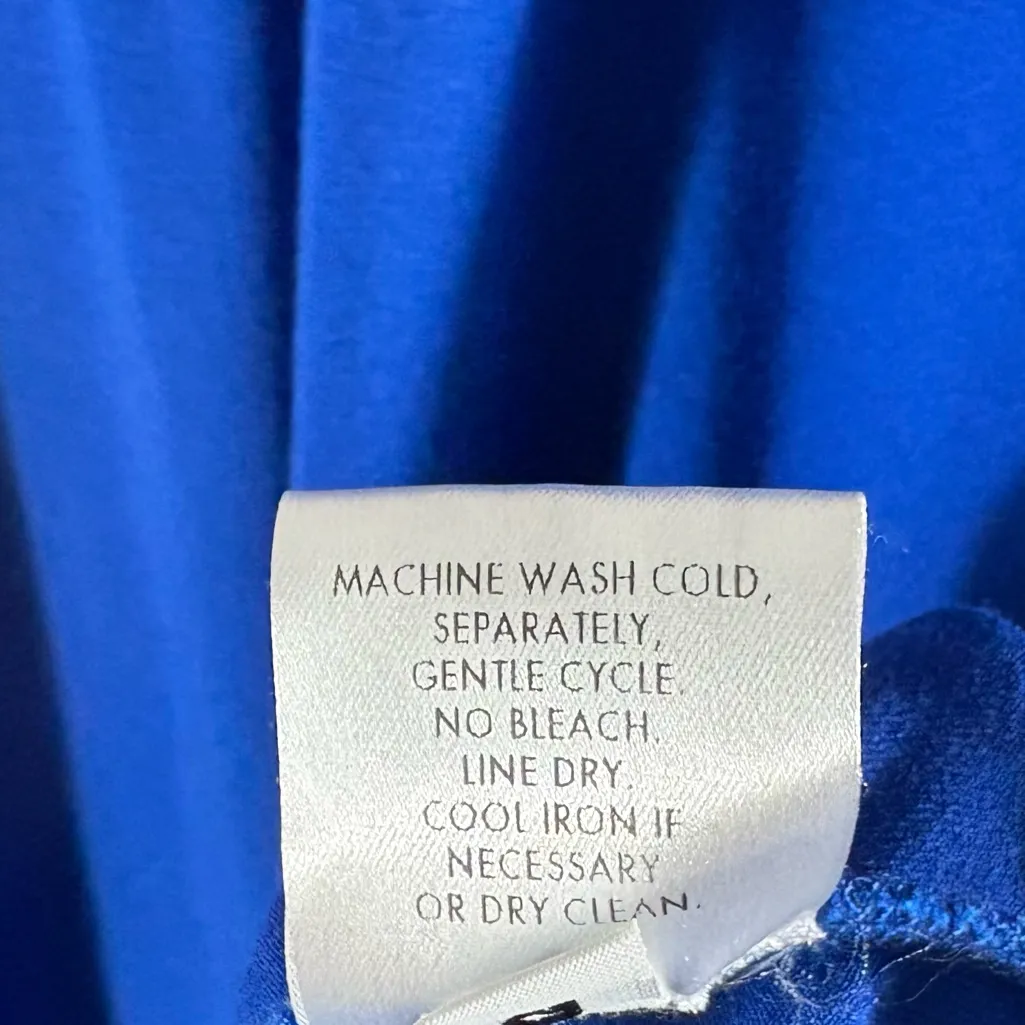 MACHINE WASH COLD,
SEPARATELY,
GENTLE CYCLE.
NO BLEACH.
LINE DRY.
COOL IRON IF
NECESSARY
OR DRY CLEAN.